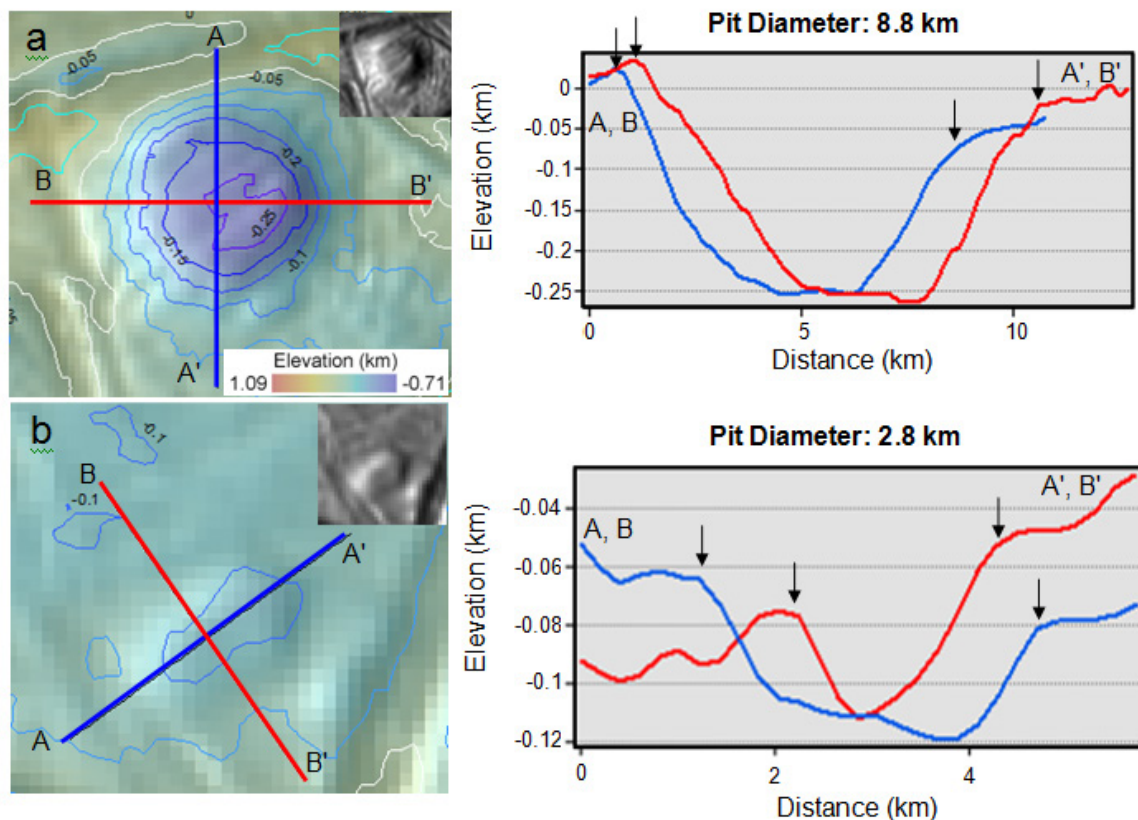 a
A
0
-0.05
-0.05
B
B'
-0.2
-0.25
-0.15
-0.1
A'
Elevation (km)
1.09
-0.71
Pit Diameter: 8.8 km
A, B
A', B'
Elevation (km)
0
-0.05
-0.1
-0.15
-0.2
-0.25
0
5
10
Distance (km)
b
-0.1
B
-0.1
A'
A
B'
Pit Diameter: 2.8 km
A, B
A', B'
Elevation (km)
-0.04
-0.06
-0.08
-0.1
-0.12
0
2
4
Distance (km)